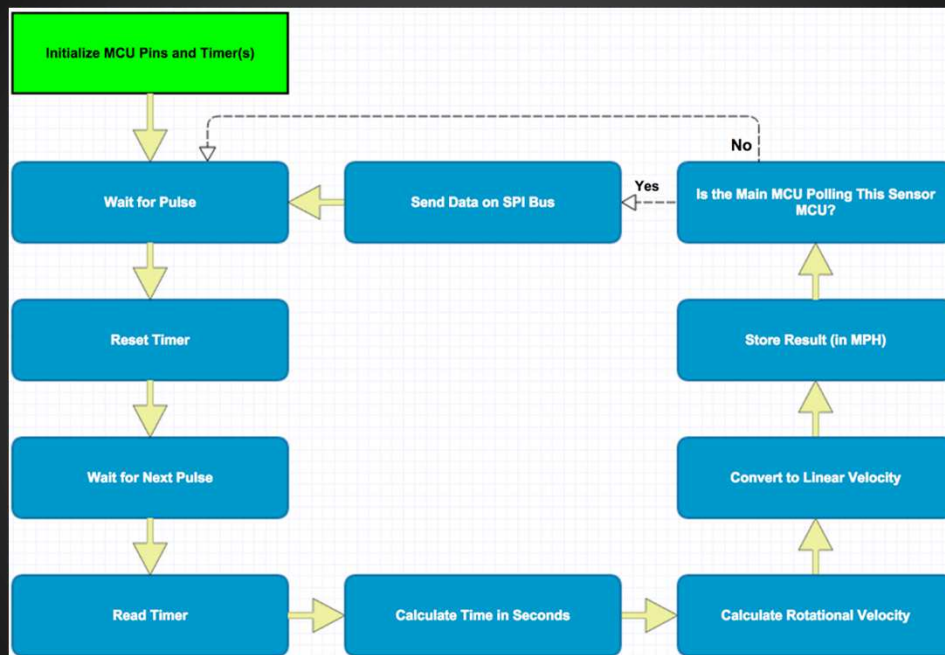 Initialize MCU Pins and Timer(s)
No
Wait for Pulse
Send Data on SPI Bus
Yes
Is the Main MCU Polling This Sensor
MCU?
Reset Timer
Store Result (in MPH)
Wait for Next Pulse
Convert to Linear Velocity
Read Timer
Calculate Time in Seconds
Calculate Rotational Velocity